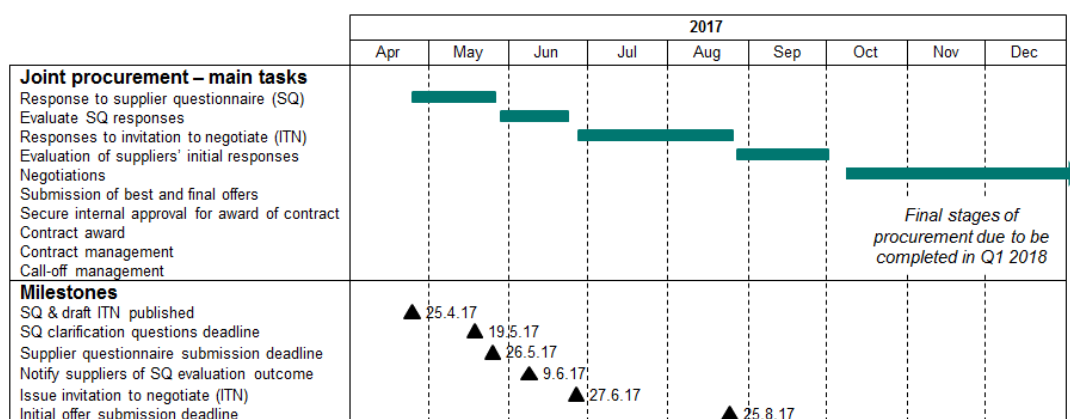 2017
Apr May Jun Jul Aug Sep Oct Nov Dec
Joint procurement – main tasks
Response to supplier questionnaire (SQ)
Evaluate SQ responses
Responses to invitation to negotiate (ITN)
Evaluation of suppliers' initial responses
Negotiations
Submission of best and final offers
Secure internal approval for award of contract
Contract award
Contract management
Call-off management
Final stages of
procurement due to be
completed in Q1 2018
Milestones
SQ & draft ITN published 25.4.17
SQ clarification questions deadline 19.5.17
Supplier questionnaire submission deadline 26.5.17
Notify suppliers of SQ evaluation outcome 9.6.17
Issue invitation to negotiate (ITN) 27.6.17
Initial offer submission deadline 25.8.17